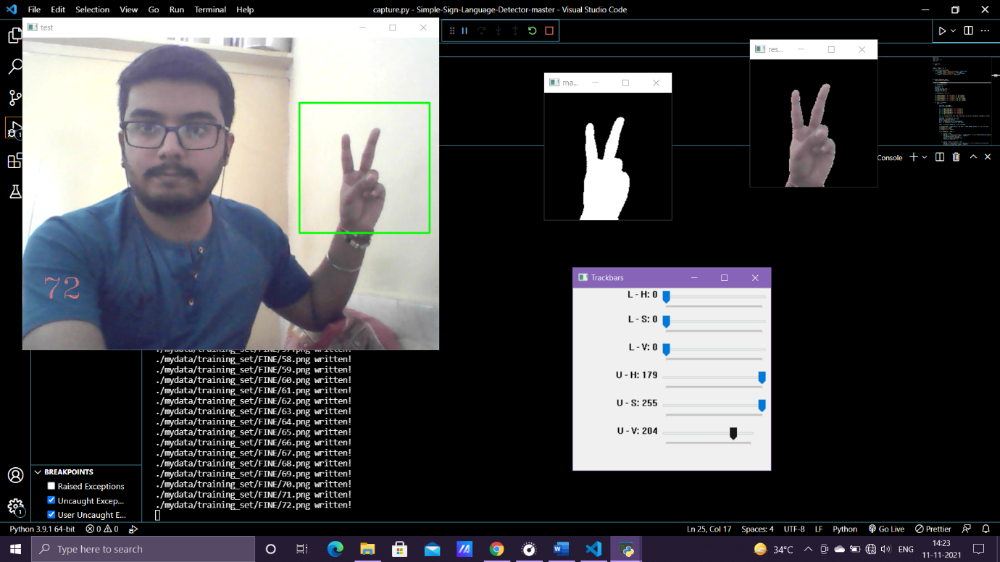 File Edit Selection View Go Run Terminal Help
capture.py - Simple-Sign-Language-Detector-master - Visual Studio Code
test
72
ma...
res...
Console
Trackbars
L - H: 0
L - S: 0
L - V: 0
U - H: 179
U - S: 255
U - V: 204
./mydata/training_set/FINE/57.png written!
./mydata/training_set/FINE/58.png written!
./mydata/training_set/FINE/59.png written!
./mydata/training_set/FINE/60.png written!
./mydata/training_set/FINE/61.png written!
./mydata/training_set/FINE/62.png written!
./mydata/training_set/FINE/63.png written!
./mydata/training_set/FINE/64.png written!
./mydata/training_set/FINE/65.png written!
./mydata/training_set/FINE/66.png written!
./mydata/training_set/FINE/67.png written!
./mydata/training_set/FINE/68.png written!
./mydata/training_set/FINE/69.png written!
./mydata/training_set/FINE/70.png written!
./mydata/training_set/FINE/71.png written!
./mydata/training_set/FINE/72.png written!
1
1
BREAKPOINTS
Raised Exceptions
Uncaught Excep...
User Uncaught E...
Python 3.9.1 64-bit 0 0
Ln 25, Col 17 Spaces: 4 UTF-8 LF Python Go Live Prettier
Type here to search
34°C ENG
14:23
11-11-2021